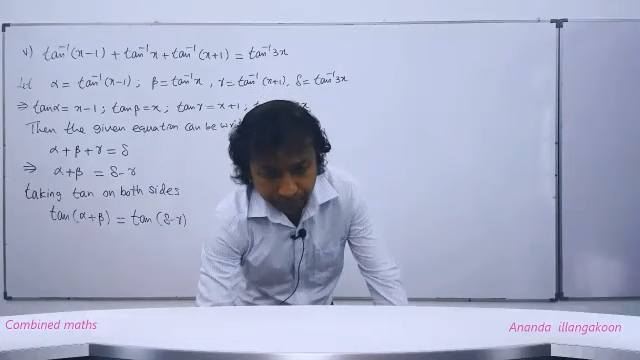 v) tan⁻¹(x-1) + tan⁻¹x + tan⁻¹(x+1) = tan⁻¹3x
let α = tan⁻¹(x-1) ; β = tan⁻¹x , γ = tan⁻¹(x+1), δ = tan⁻¹3x
⇒ tanα = x-1 ; tanβ = x ; tanγ = x+1 ;
Then the given equation can be
α + β + γ = δ
⇒ α+β = δ-γ
taking tan on both sides
tan(α+β) = tan(δ-γ)
Combined maths
Ananda illangakoon